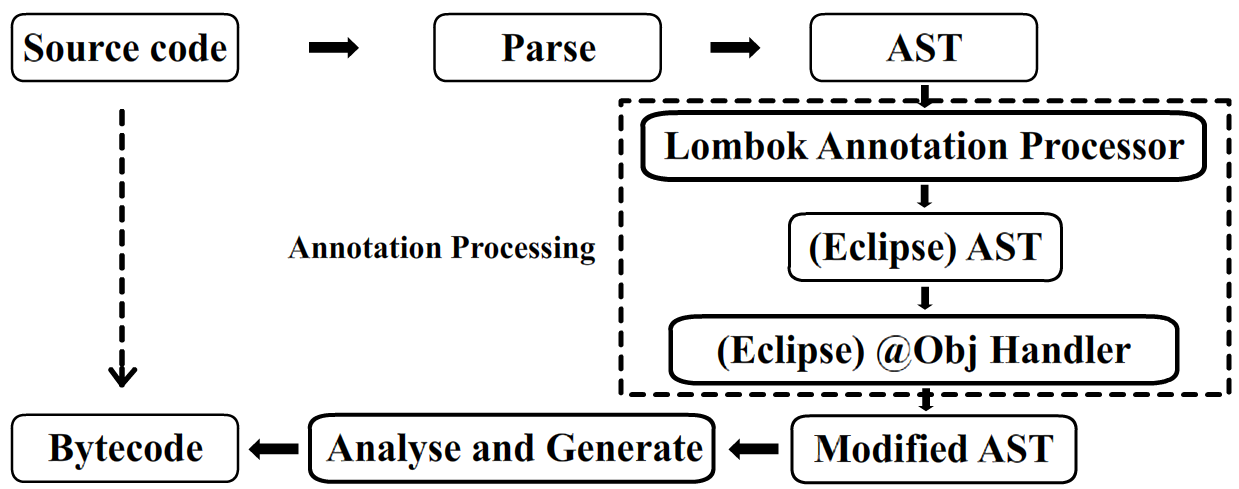 Source code
Parse
AST
Lombok Annotation Processor
Annotation Processing
(Eclipse) AST
(Eclipse) @Obj Handler
Bytecode
Analyse and Generate
Modified AST